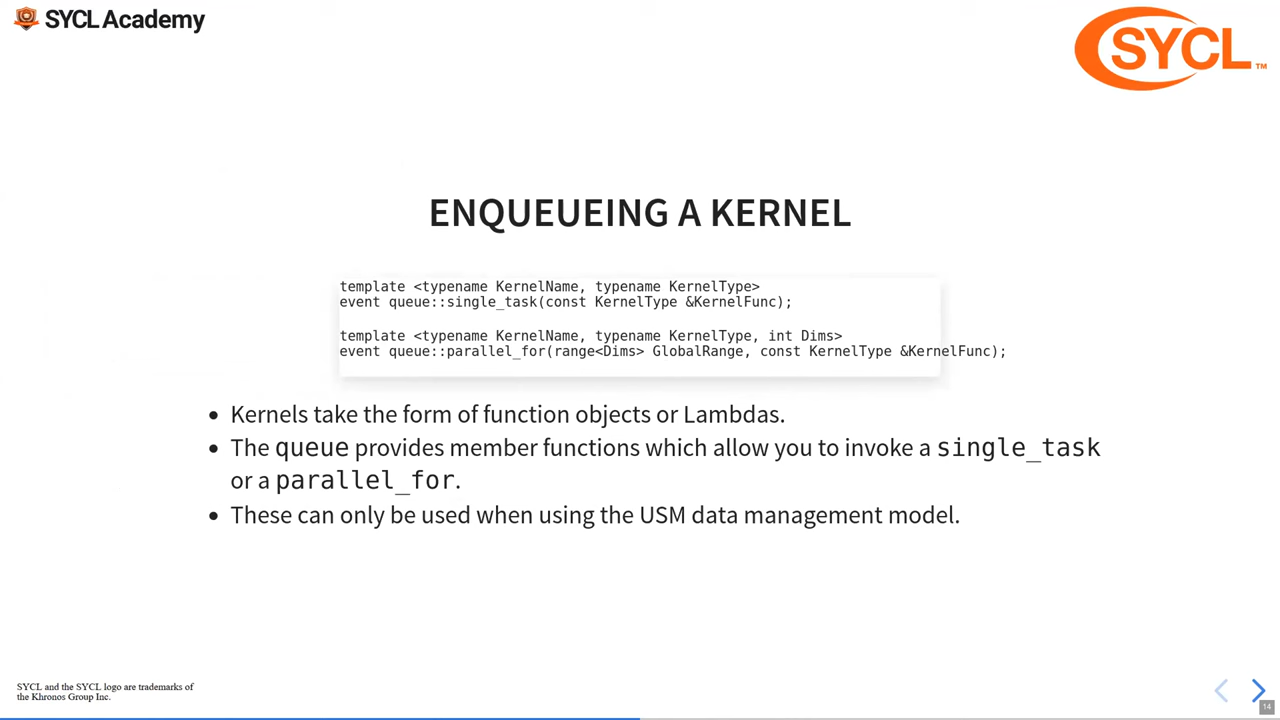 SYCL Academy
SYCL™
ENQUEUEING A KERNEL
template <typename KernelName, typename KernelType>
event queue::single_task(const KernelType &KernelFunc);
template <typename KernelName, typename KernelType, int Dims>
event queue::parallel_for(range<Dims> GlobalRange, const KernelType &KernelFunc);
• Kernels take the form of function objects or Lambdas.
• The queue provides member functions which allow you to invoke a single_task
or a parallel_for.
• These can only be used when using the USM data management model.
SYCL and the SYCL logo are trademarks of
the Khronos Group Inc.
14